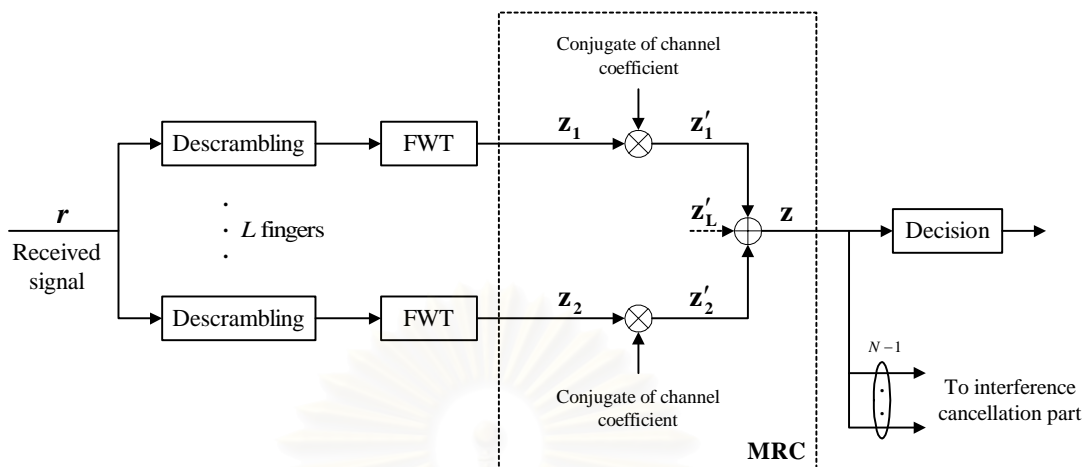 Conjugate of channel
coefficient
Descrambling
FWT
z₁
z′₁
r
Received
signal
L fingers
z′L
z
Decision
Descrambling
FWT
z₂
z′₂
N −1
Conjugate of channel
coefficient
To interference
cancellation part
MRC